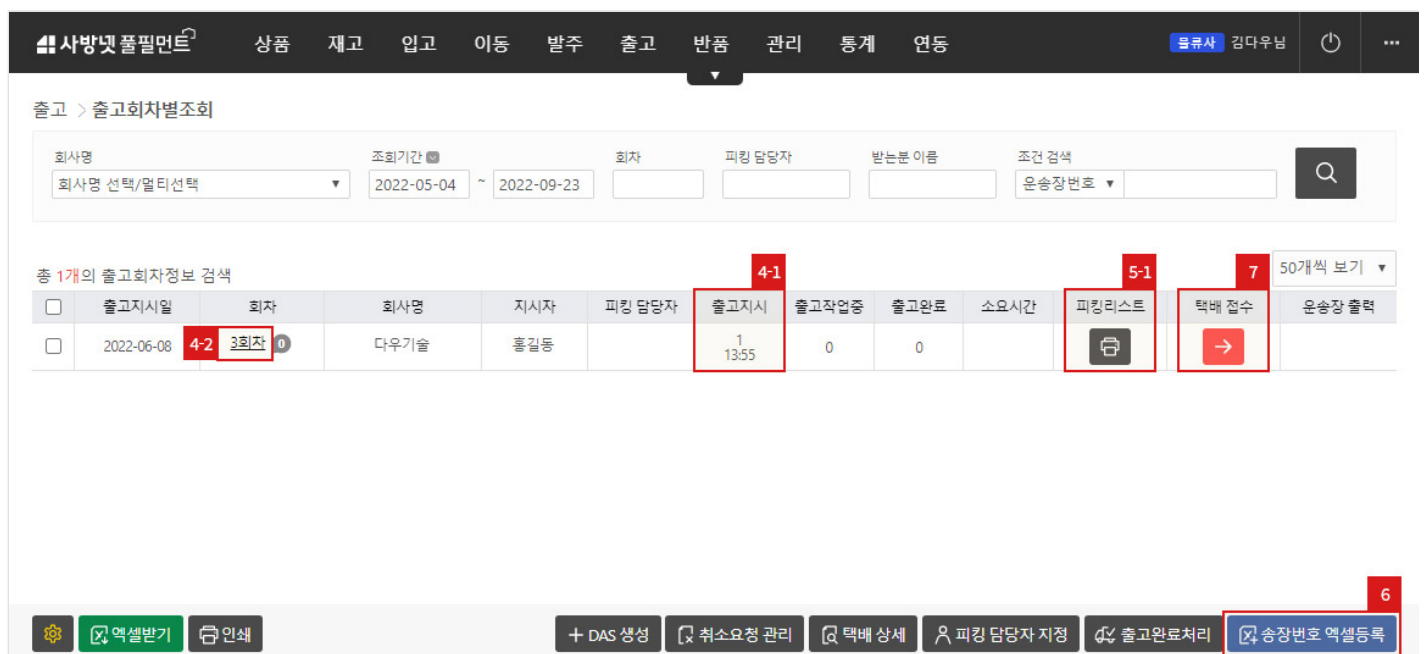 사방넷 풀필먼트 상품 재고 입고 이동 발주 출고 반품 관리 통계 연동 물류사 김다우님 ...
▼
출고 > 출고회차별조회
회사명 조회기간 회차 피킹 담당자 받는분 이름 조건 검색
회사명 선택/멀티선택 ▼ 2022-05-04 ~ 2022-09-23 운송장번호 ▼
총 1개의 출고회차정보 검색 4-1 5-1 7 50개씩 보기 ▼
출고지시일 회차 회사명 지시자 피킹 담당자 출고지시 출고작업중 출고완료 소요시간 피킹리스트 택배 접수 운송장 출력
2022-06-08 4-2 3회차 0 다우기술 홍길동 1 0 0 →
13:55
6
엑셀받기 인쇄 + DAS 생성 취소요청 관리 택배 상세 피킹 담당자 지정 출고완료처리 송장번호 엑셀등록